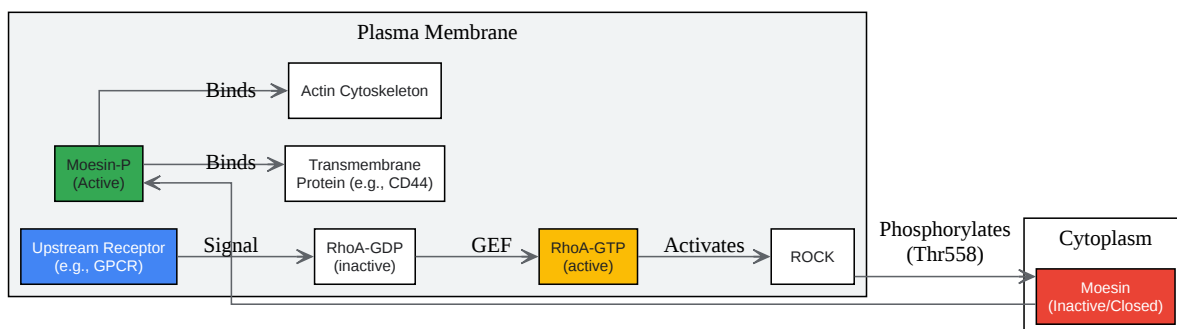 Plasma Membrane
Binds
Actin Cytoskeleton
Moesin-P
(Active)
Binds
Transmembrane
Protein (e.g., CD44)
Upstream Receptor
(e.g., GPCR)
Signal
RhoA-GDP
(inactive)
GEF
RhoA-GTP
(active)
Activates
ROCK
Phosphorylates
(Thr558)
Cytoplasm
Moesin
(Inactive/Closed)